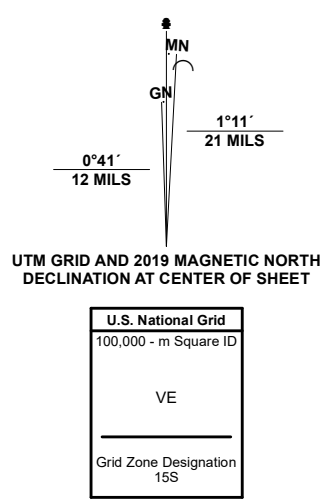 MN
GN
1°11´
21 MILS
0°41´
12 MILS
UTM GRID AND 2019 MAGNETIC NORTH
DECLINATION AT CENTER OF SHEET
U.S. National Grid
100,000 - m Square ID
VE
Grid Zone Designation
15S